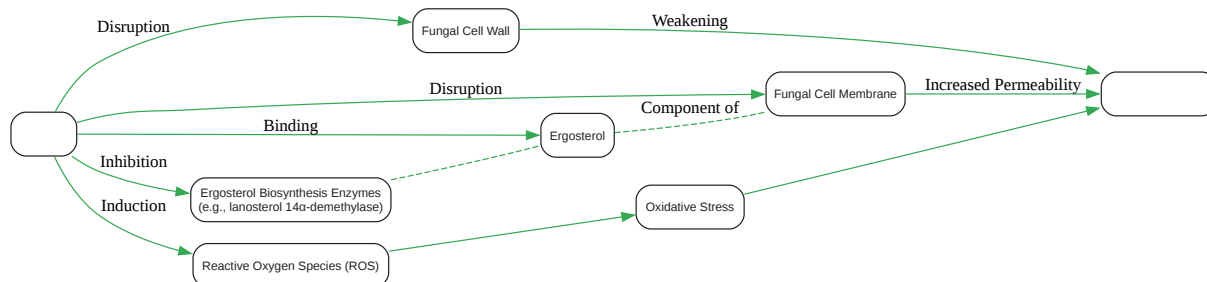 Disruption
Fungal Cell Wall
Weakening
Disruption
Fungal Cell Membrane
Increased Permeability
Component of
Binding
Ergosterol
Inhibition
Ergosterol Biosynthesis Enzymes
(e.g., lanosterol 14α-demethylase)
Induction
Oxidative Stress
Reactive Oxygen Species (ROS)